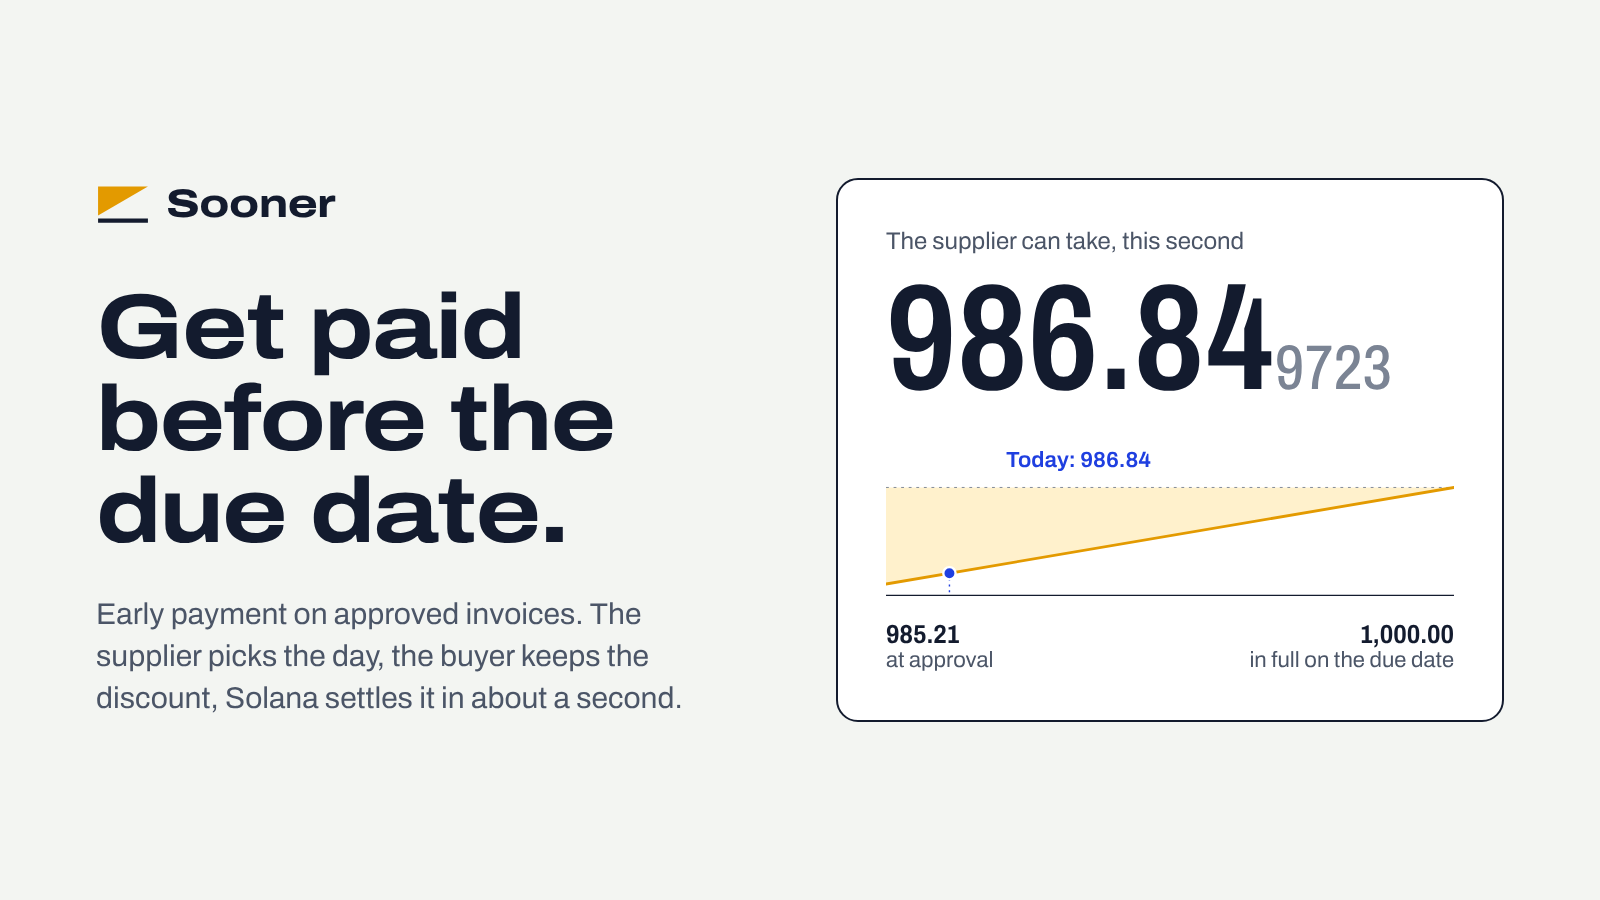 Sooner
Get paid
before the
due date.
Early payment on approved invoices. The
supplier picks the day, the buyer keeps the
discount, Solana settles it in about a second.
The supplier can take, this second
986.849723
Today: 986.84
985.21
at approval
1,000.00
in full on the due date